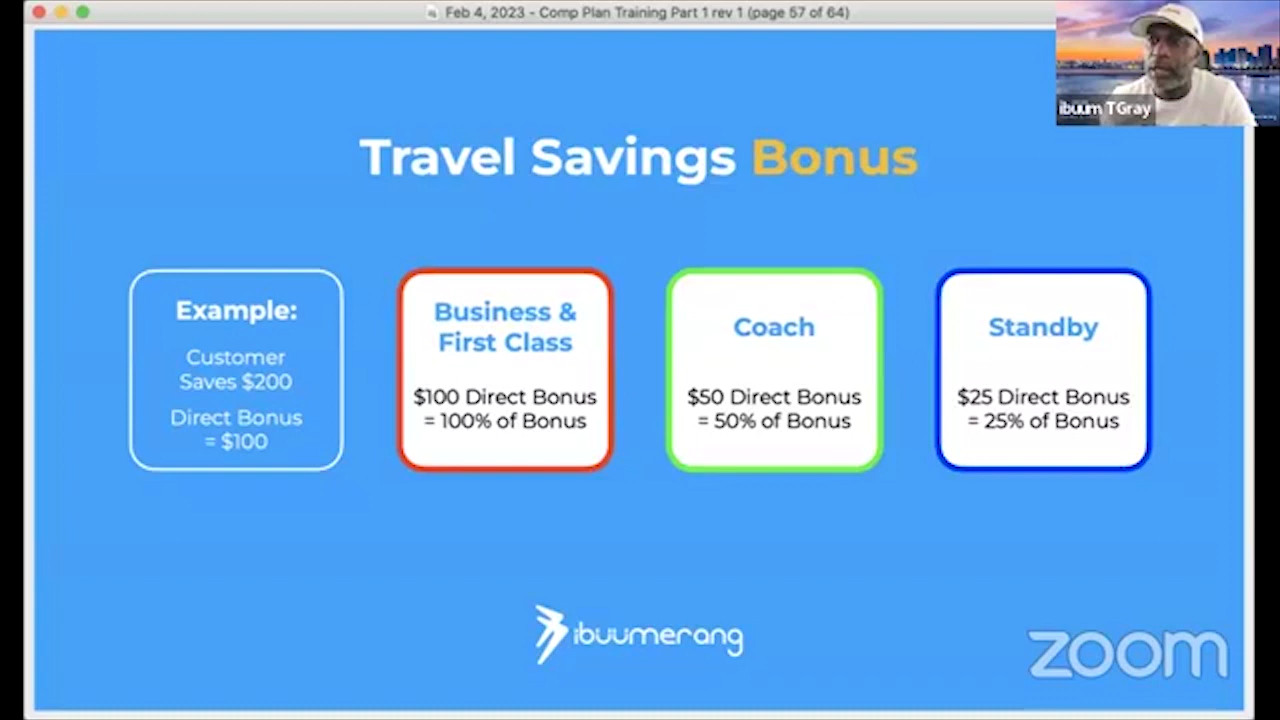 Feb 4, 2023 - Comp Plan Training Part 1 rev 1 (page 57 of 64)
ibuum TGray
Travel Savings Bonus
Example:
Customer
Saves $200
Direct Bonus
= $100
Business &
First Class
$100 Direct Bonus
= 100% of Bonus
Coach
$50 Direct Bonus
= 50% of Bonus
Standby
$25 Direct Bonus
= 25% of Bonus
ibuumerang
zoom